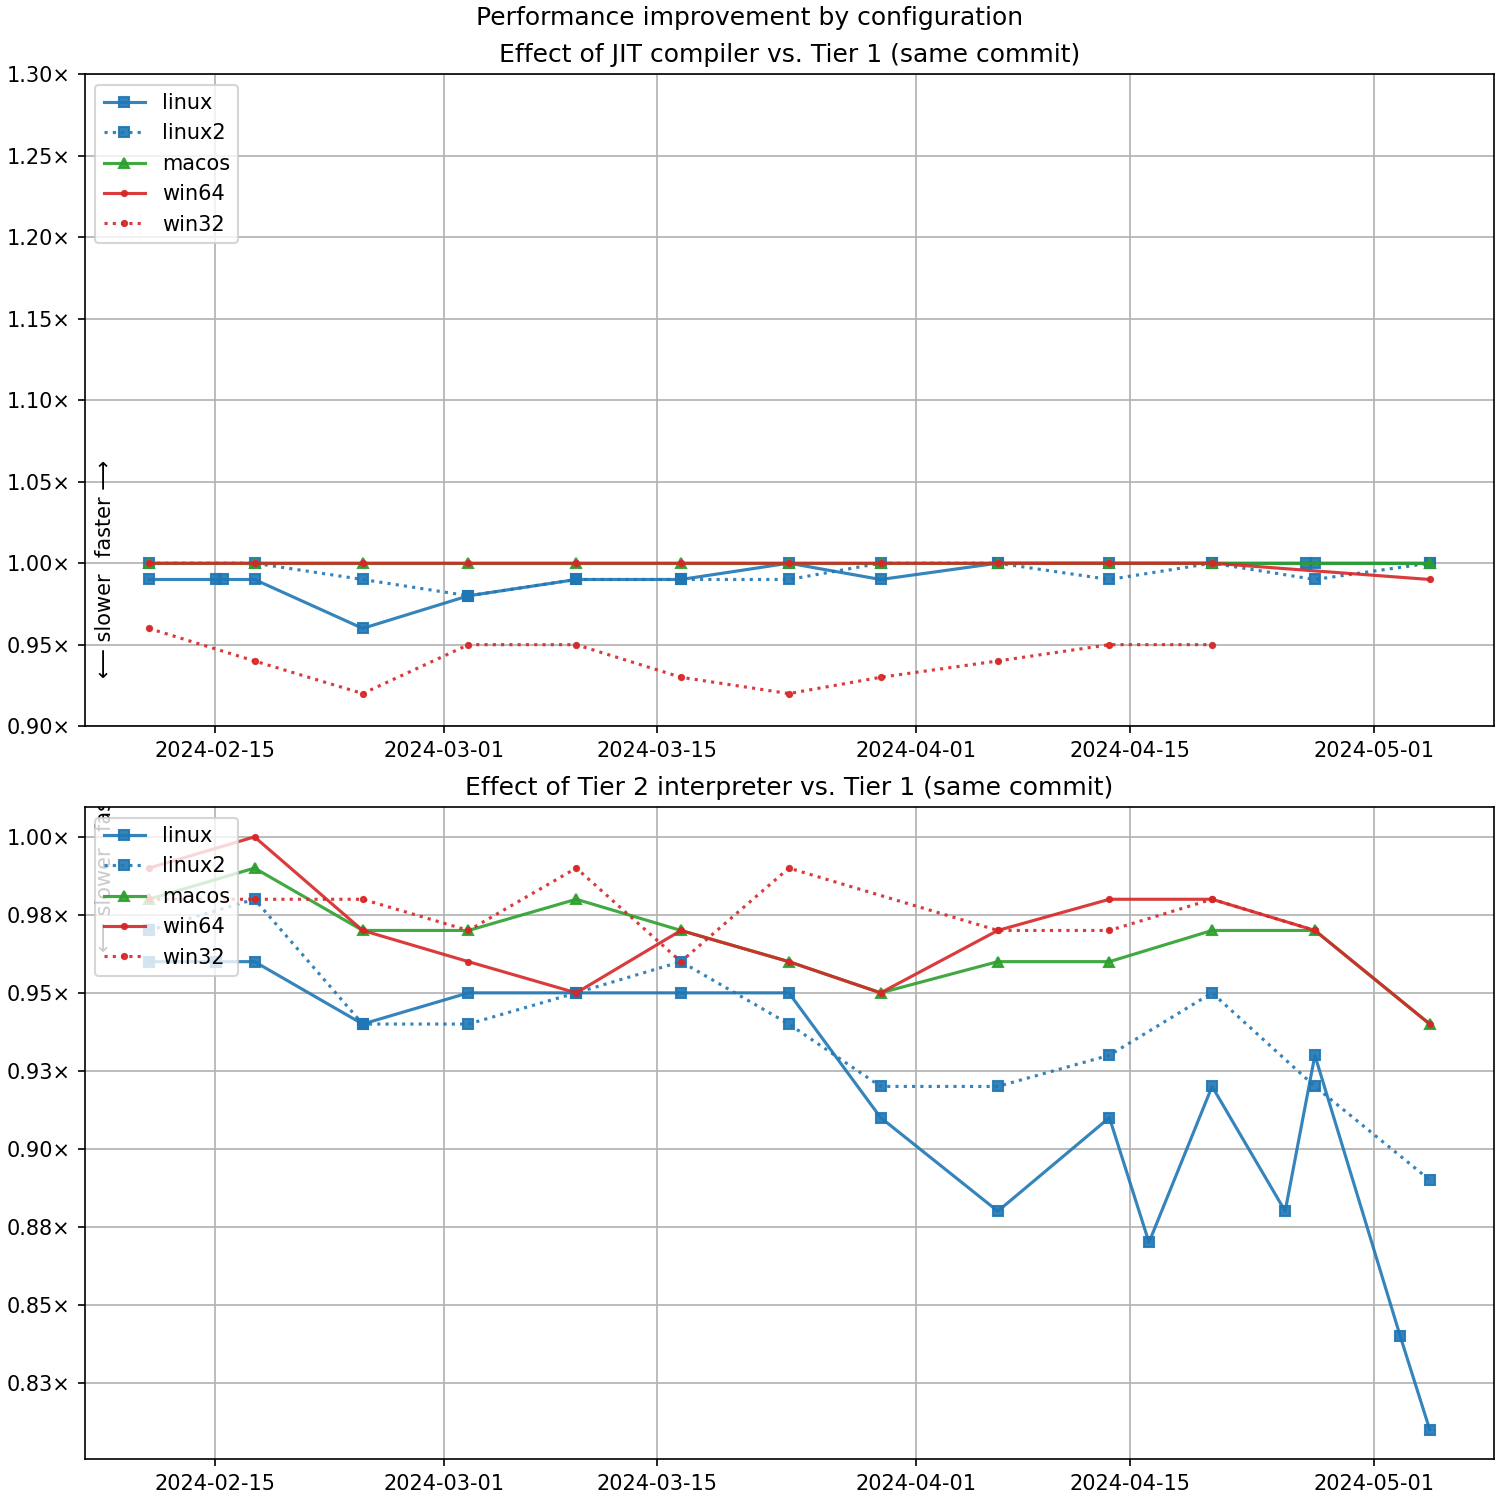 Performance improvement by configuration
Effect of JIT compiler vs. Tier 1 (same commit)
1.30×
1.25×
1.20×
1.15×
1.10×
1.05×
1.00×
0.95×
0.90×
linux
linux2
macos
win64
win32
⟵ slower  faster ⟶
2024-02-15
2024-03-01
2024-03-15
2024-04-01
2024-04-15
2024-05-01
Effect of Tier 2 interpreter vs. Tier 1 (same commit)
1.00×
0.98×
0.95×
0.93×
0.90×
0.88×
0.85×
0.83×
linux
linux2
macos
win64
win32
⟵ slower  fas
2024-02-15
2024-03-01
2024-03-15
2024-04-01
2024-04-15
2024-05-01